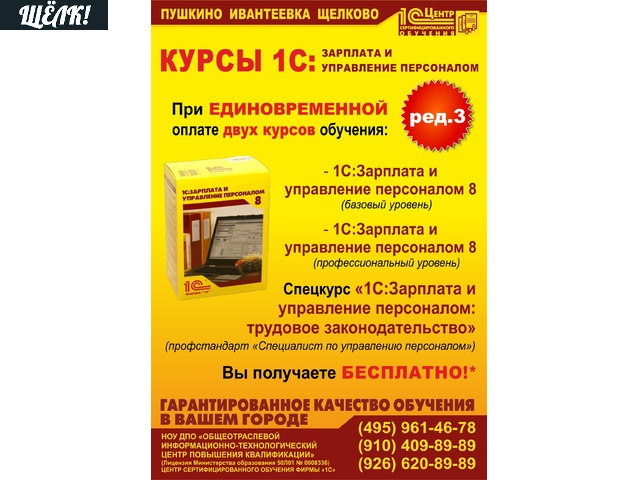 ЩЁЛК!
ПУШКИНО ИВАНТЕЕВКА ЩЕЛКОВО
1С ЦЕНТР
СЕРТИФИЦИРОВАННОГО
ОБУЧЕНИЯ
КУРСЫ 1С: ЗАРПЛАТА И
УПРАВЛЕНИЕ ПЕРСОНАЛОМ
При ЕДИНОВРЕМЕННОЙ
оплате двух курсов обучения:
ред.3
1С:ЗАРПЛАТА И
УПРАВЛЕНИЕ ПЕРСОНАЛОМ
8
1С
ФИРМА "1С"
- 1С:Зарплата и
управление персоналом 8
(базовый уровень)
- 1С:Зарплата и
управление персоналом 8
(профессиональный уровень)
Спецкурс «1С:Зарплата и
управление персоналом:
трудовое законодательство»
(профстандарт «Специалист по управлению персоналом»)
Вы получаете БЕСПЛАТНО!*
ГАРАНТИРОВАННОЕ КАЧЕСТВО ОБУЧЕНИЯ
В ВАШЕМ ГОРОДЕ
НОУ ДПО «ОБЩЕОТРАСЛЕВОЙ
ИНФОРМАЦИОННО-ТЕХНОЛОГИЧЕСКИЙ
ЦЕНТР ПОВЫШЕНИЯ КВАЛИФИКАЦИИ»
(Лицензия Министерства образования 50Л01 № 0008336)
ЦЕНТР СЕРТИФИЦИРОВАННОГО ОБУЧЕНИЯ ФИРМЫ «1С»
(495) 961-46-78
(910) 409-89-89
(926) 620-89-89